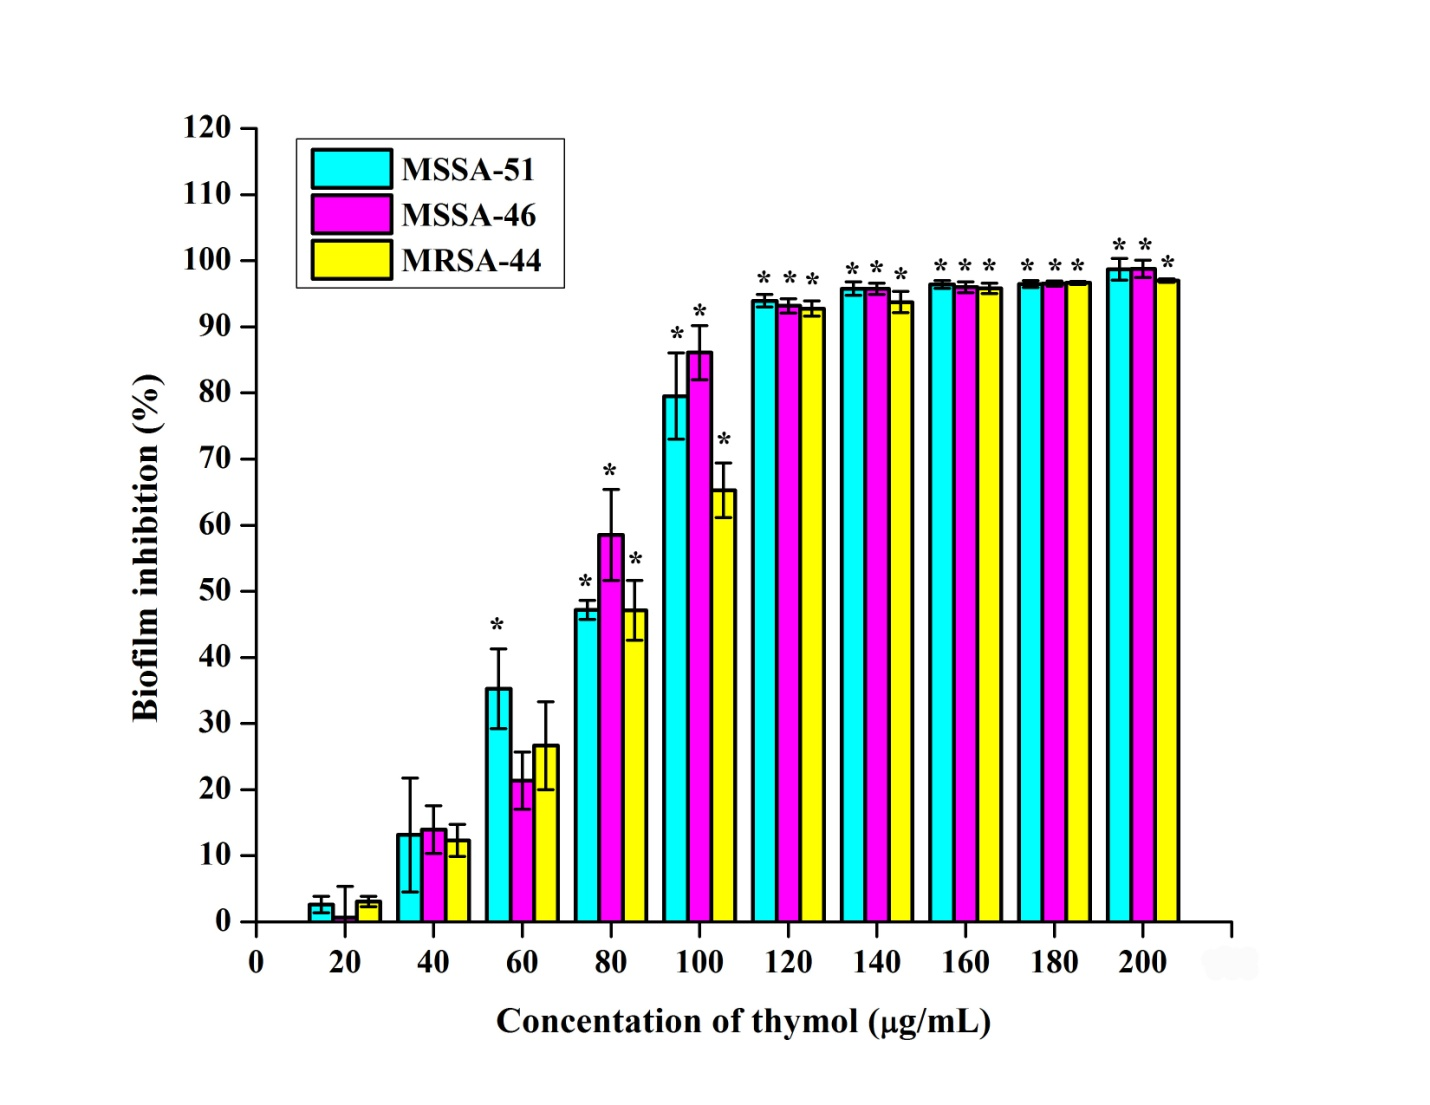 120
110
100
90
80
70
60
50
40
30
20
10
0
MSSA-51
MSSA-46
MRSA-44
* * * * * * * * * * * * * * * * * * * * * *
Biofilm inhibition (%)
0 20 40 60 80 100 120 140 160 180 200
Concentation of thymol (μg/mL)